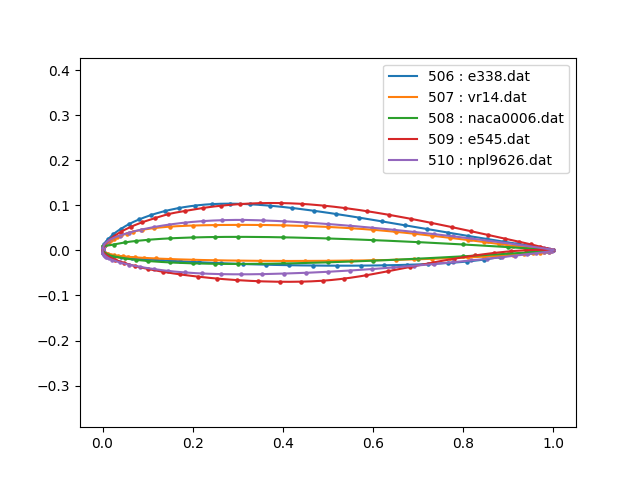 0.4
0.3
0.2
0.1
0.0
−0.1
−0.2
−0.3
0.0 0.2 0.4 0.6 0.8 1.0
506 : e338.dat
507 : vr14.dat
508 : naca0006.dat
509 : e545.dat
510 : npl9626.dat